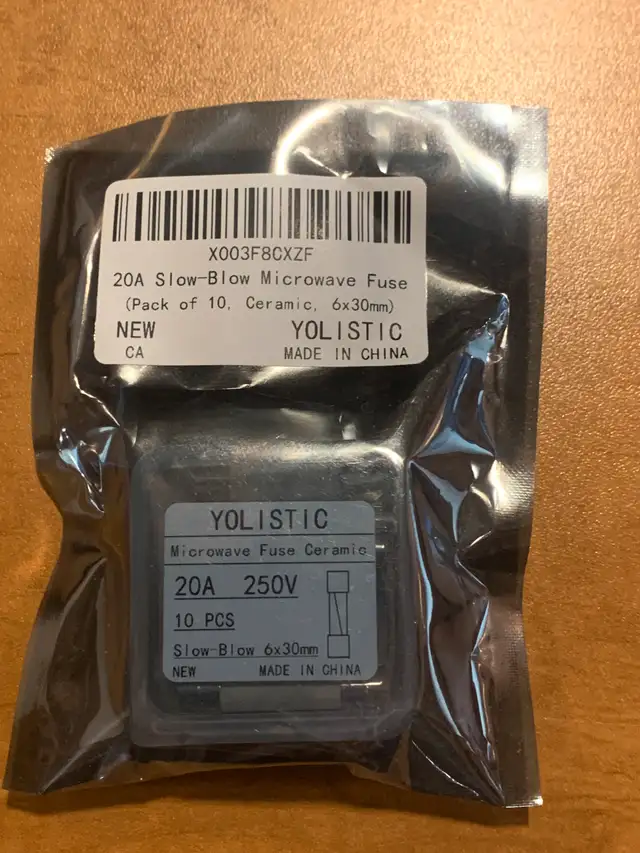 X003F8CXZF
20A Slow-Blow Microwave Fuse
(Pack of 10, Ceramic, 6x30mm)
NEW YOLISTIC
CA MADE IN CHINA
YOLISTIC
Microwave Fuse Ceramic
20A 250V
10 PCS
Slow-Blow 6x30mm
NEW MADE IN CHINA